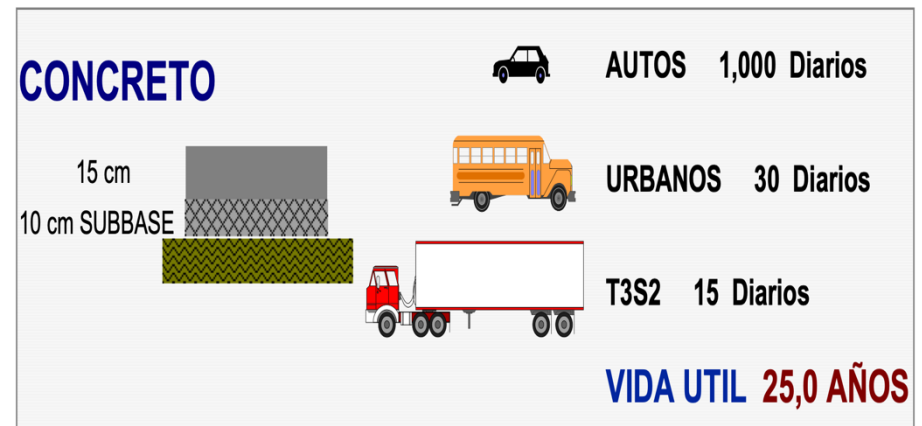 CONCRETO
15 cm
10 cm SUBBASE
AUTOS 1,000 Diarios
URBANOS 30 Diarios
T3S2 15 Diarios
VIDA UTIL 25,0 AÑOS